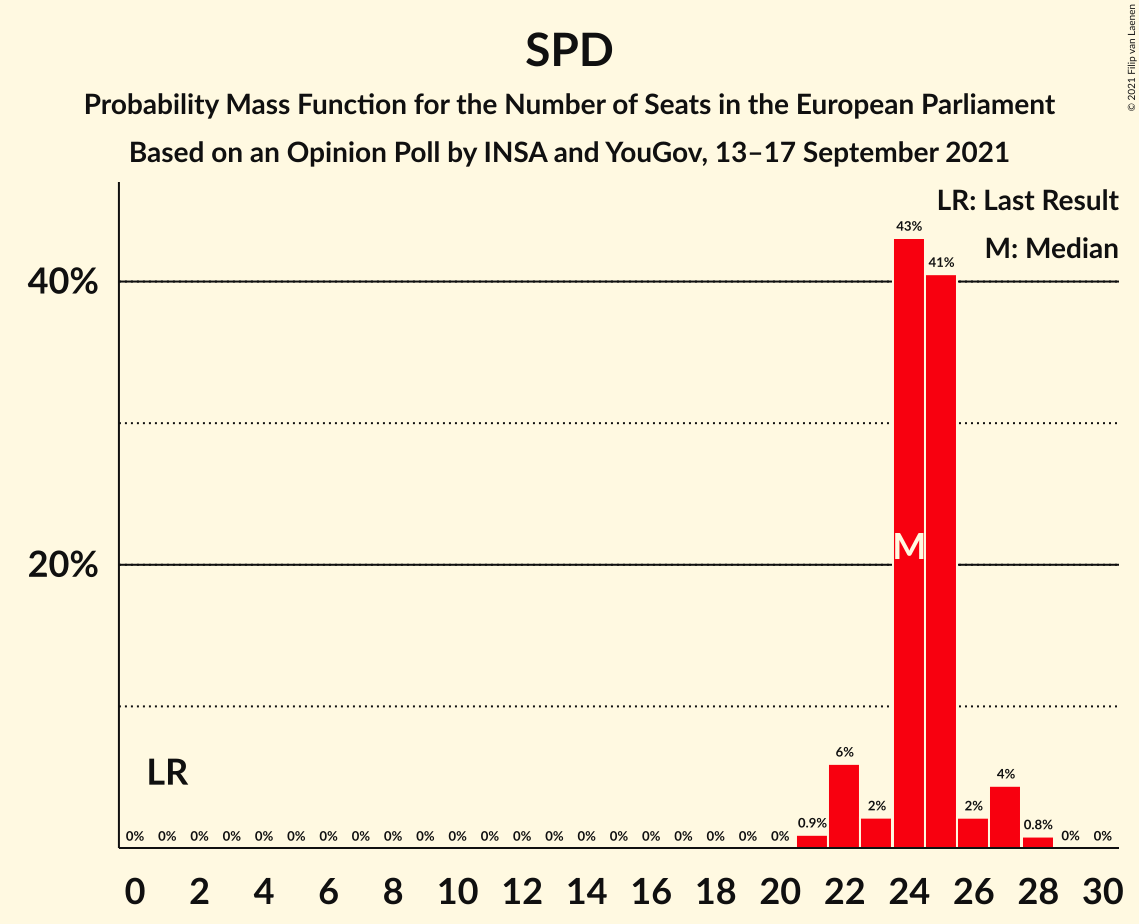 © 2021 Filip van Laenen
SPD
Probability Mass Function for the Number of Seats in the European Parliament
Based on an Opinion Poll by INSA and YouGov, 13–17 September 2021
LR: Last Result
M: Median
43%
41%
40%
M
20%
6%
4%
2%
2%
0.9%
0.8%
LR
0% 0% 0% 0% 0% 0% 0% 0% 0% 0% 0% 0% 0% 0% 0% 0% 0% 0% 0% 0% 0% 0% 0%
0 2 4 6 8 10 12 14 16 18 20 22 24 26 28 30